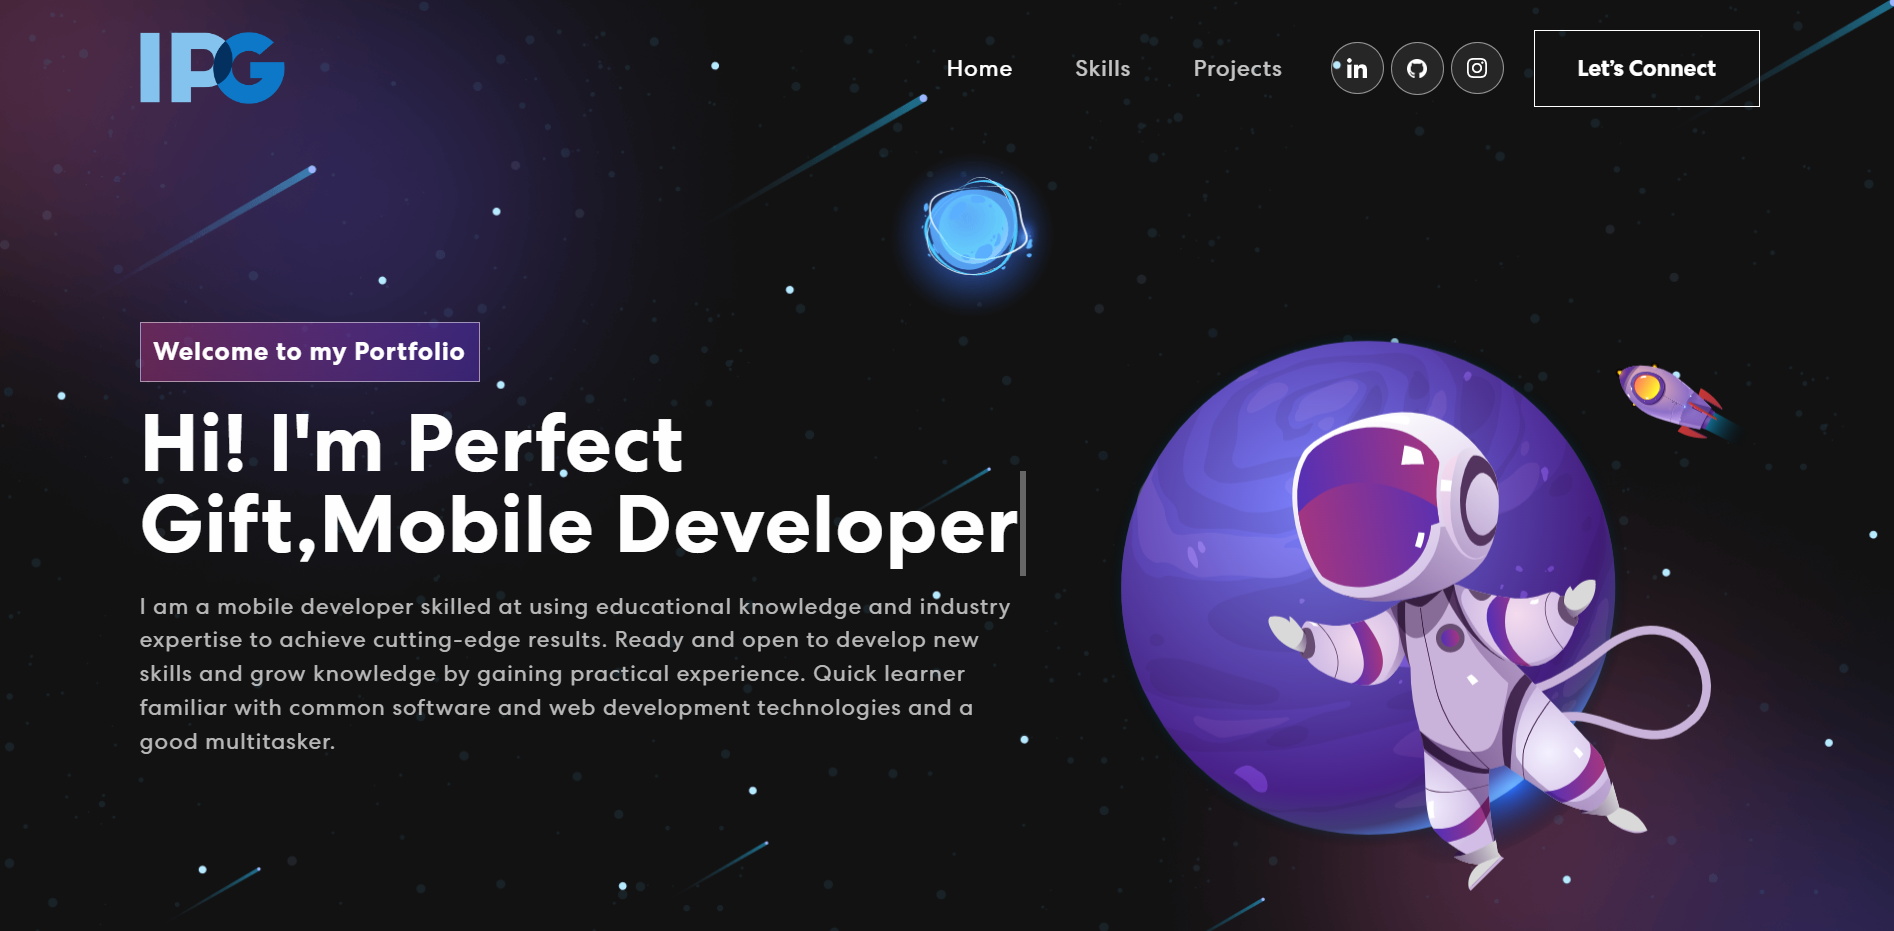 IPG
Home Skills Projects in Let's Connect
Welcome to my Portfolio
Hi! I'm Perfect
Gift,Mobile Developer
I am a mobile developer skilled at using educational knowledge and industry
expertise to achieve cutting-edge results. Ready and open to develop new
skills and grow knowledge by gaining practical experience. Quick learner
familiar with common software and web development technologies and a
good multitasker.